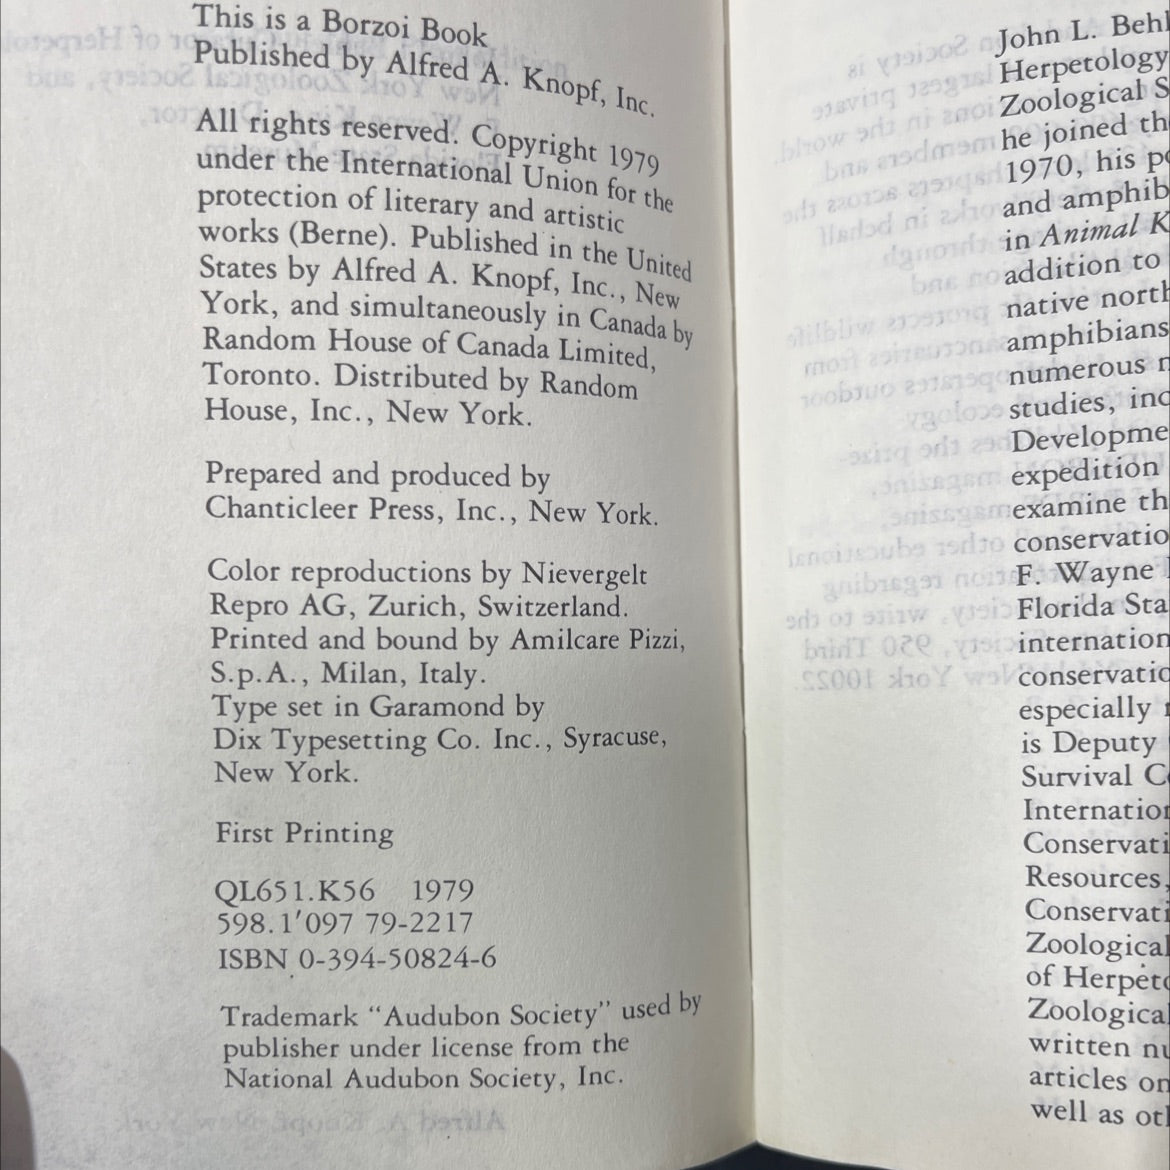 This is a Borzoi Book
Published by Alfred A. Knopf, Inc.
All rights reserved. Copyright 1979
under the International Union for the
protection of literary and artistic
works (Berne). Published in the United
States by Alfred A. Knopf, Inc., New
York, and simultaneously in Canada by
Random House of Canada Limited,
Toronto. Distributed by Random
House, Inc., New York.
Prepared and produced by
Chanticleer Press, Inc., New York.
Color reproductions by Nievergelt
Repro AG, Zurich, Switzerland.
Printed and bound by Amilcare Pizzi,
S.p.A., Milan, Italy.
Type set in Garamond by
Dix Typesetting Co. Inc., Syracuse,
New York.
First Printing
QL651.K56 1979
598.1'097 79-2217
ISBN 0-394-50824-6
Trademark "Audubon Society" used by
publisher under license from the
National Audubon Society, Inc.
John L. Behl
Herpetology
Zoological S
he joined th
1970, his po
and amphib
in Animal K
addition to
native north
amphibians
numerous
studies, inc
Developme
expedition
examine th
conservatio
F. Wayne
Florida Sta
internation
conservatio
especially
is Deputy
Survival Co
Internation
Conservati
Resources,
Conservati
Zoological
of Herpeto
Zoologica
written nu
articles on
well as otl